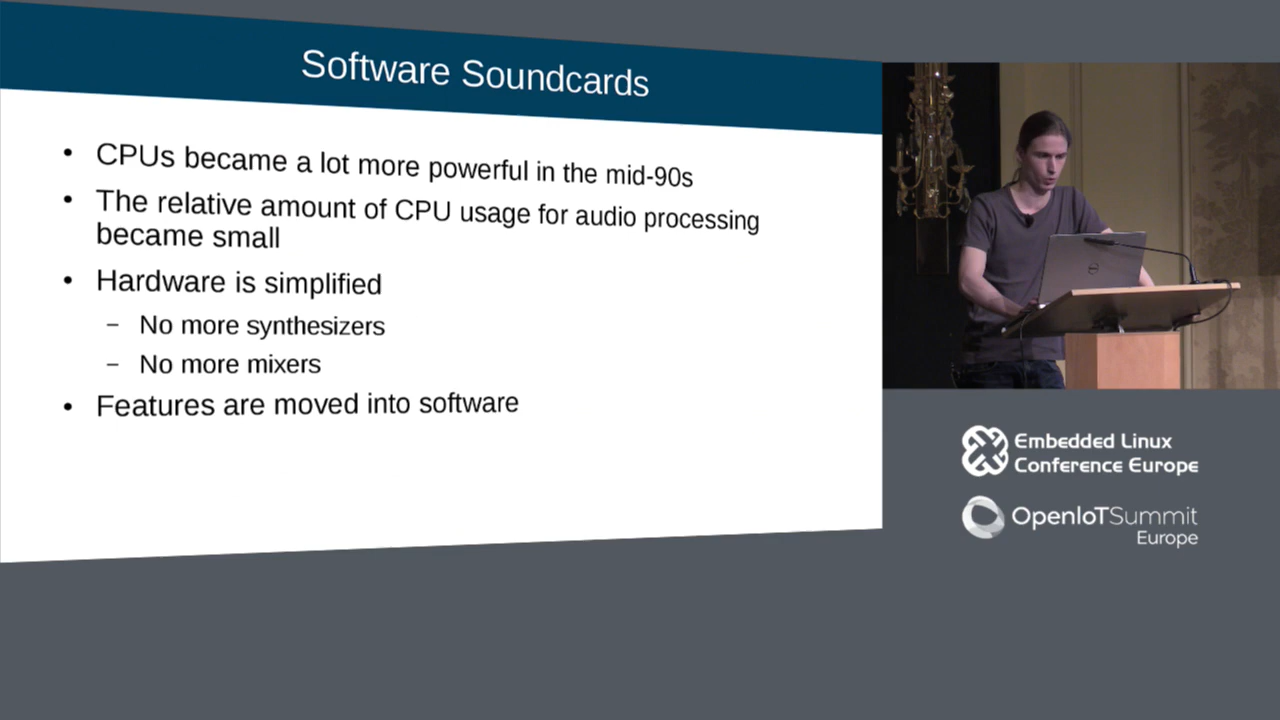 Software Soundcards
• CPUs became a lot more powerful in the mid-90s
• The relative amount of CPU usage for audio processing
became small
• Hardware is simplified
– No more synthesizers
– No more mixers
• Features are moved into software
Embedded Linux
Conference Europe
OpenIoTSummit
Europe